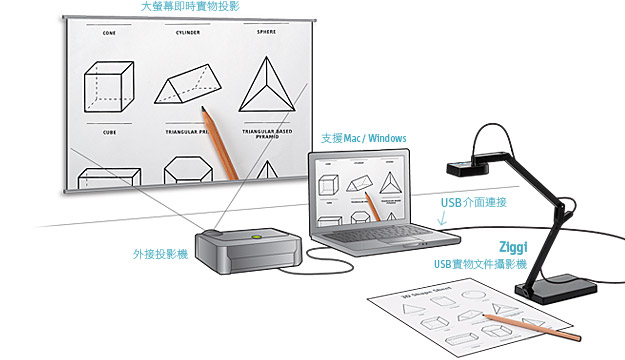 大螢幕即時實物投影
CONE CYLINDER SPHERE
CUBE TRIANGULAR PRI TRIANGULAR BASED
PYRAMID
支援Mac / Windows
USB介面連接
外接投影機
Ziggi
USB實物文件攝影機
3D Shapes Sheet